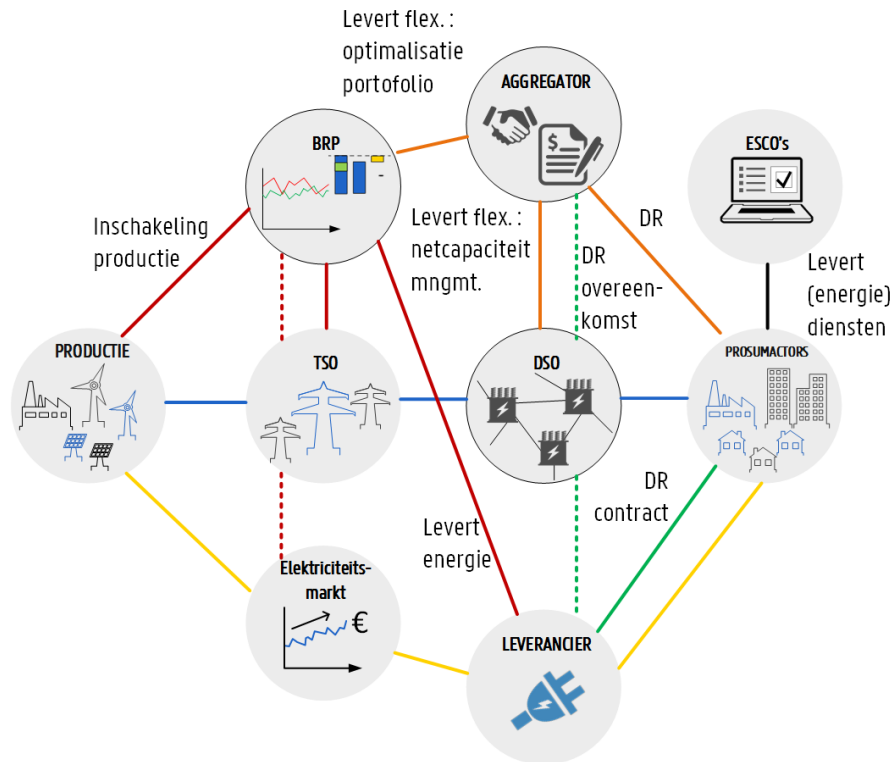 Levert flex. :
optimalisatie
portofolio
AGGREGATOR
$
BRP
-
ESCO's
Inschakeling
productie
Levert flex. :
netcapaciteit
mngmt.
DR
DR
overeen-
komst
Levert
(energie)
diensten
PRODUCTIE
TSO
DSO
PROSUMACTORS
DR
contract
Levert
energie
Elektriciteits-
markt
€
LEVERANCIER